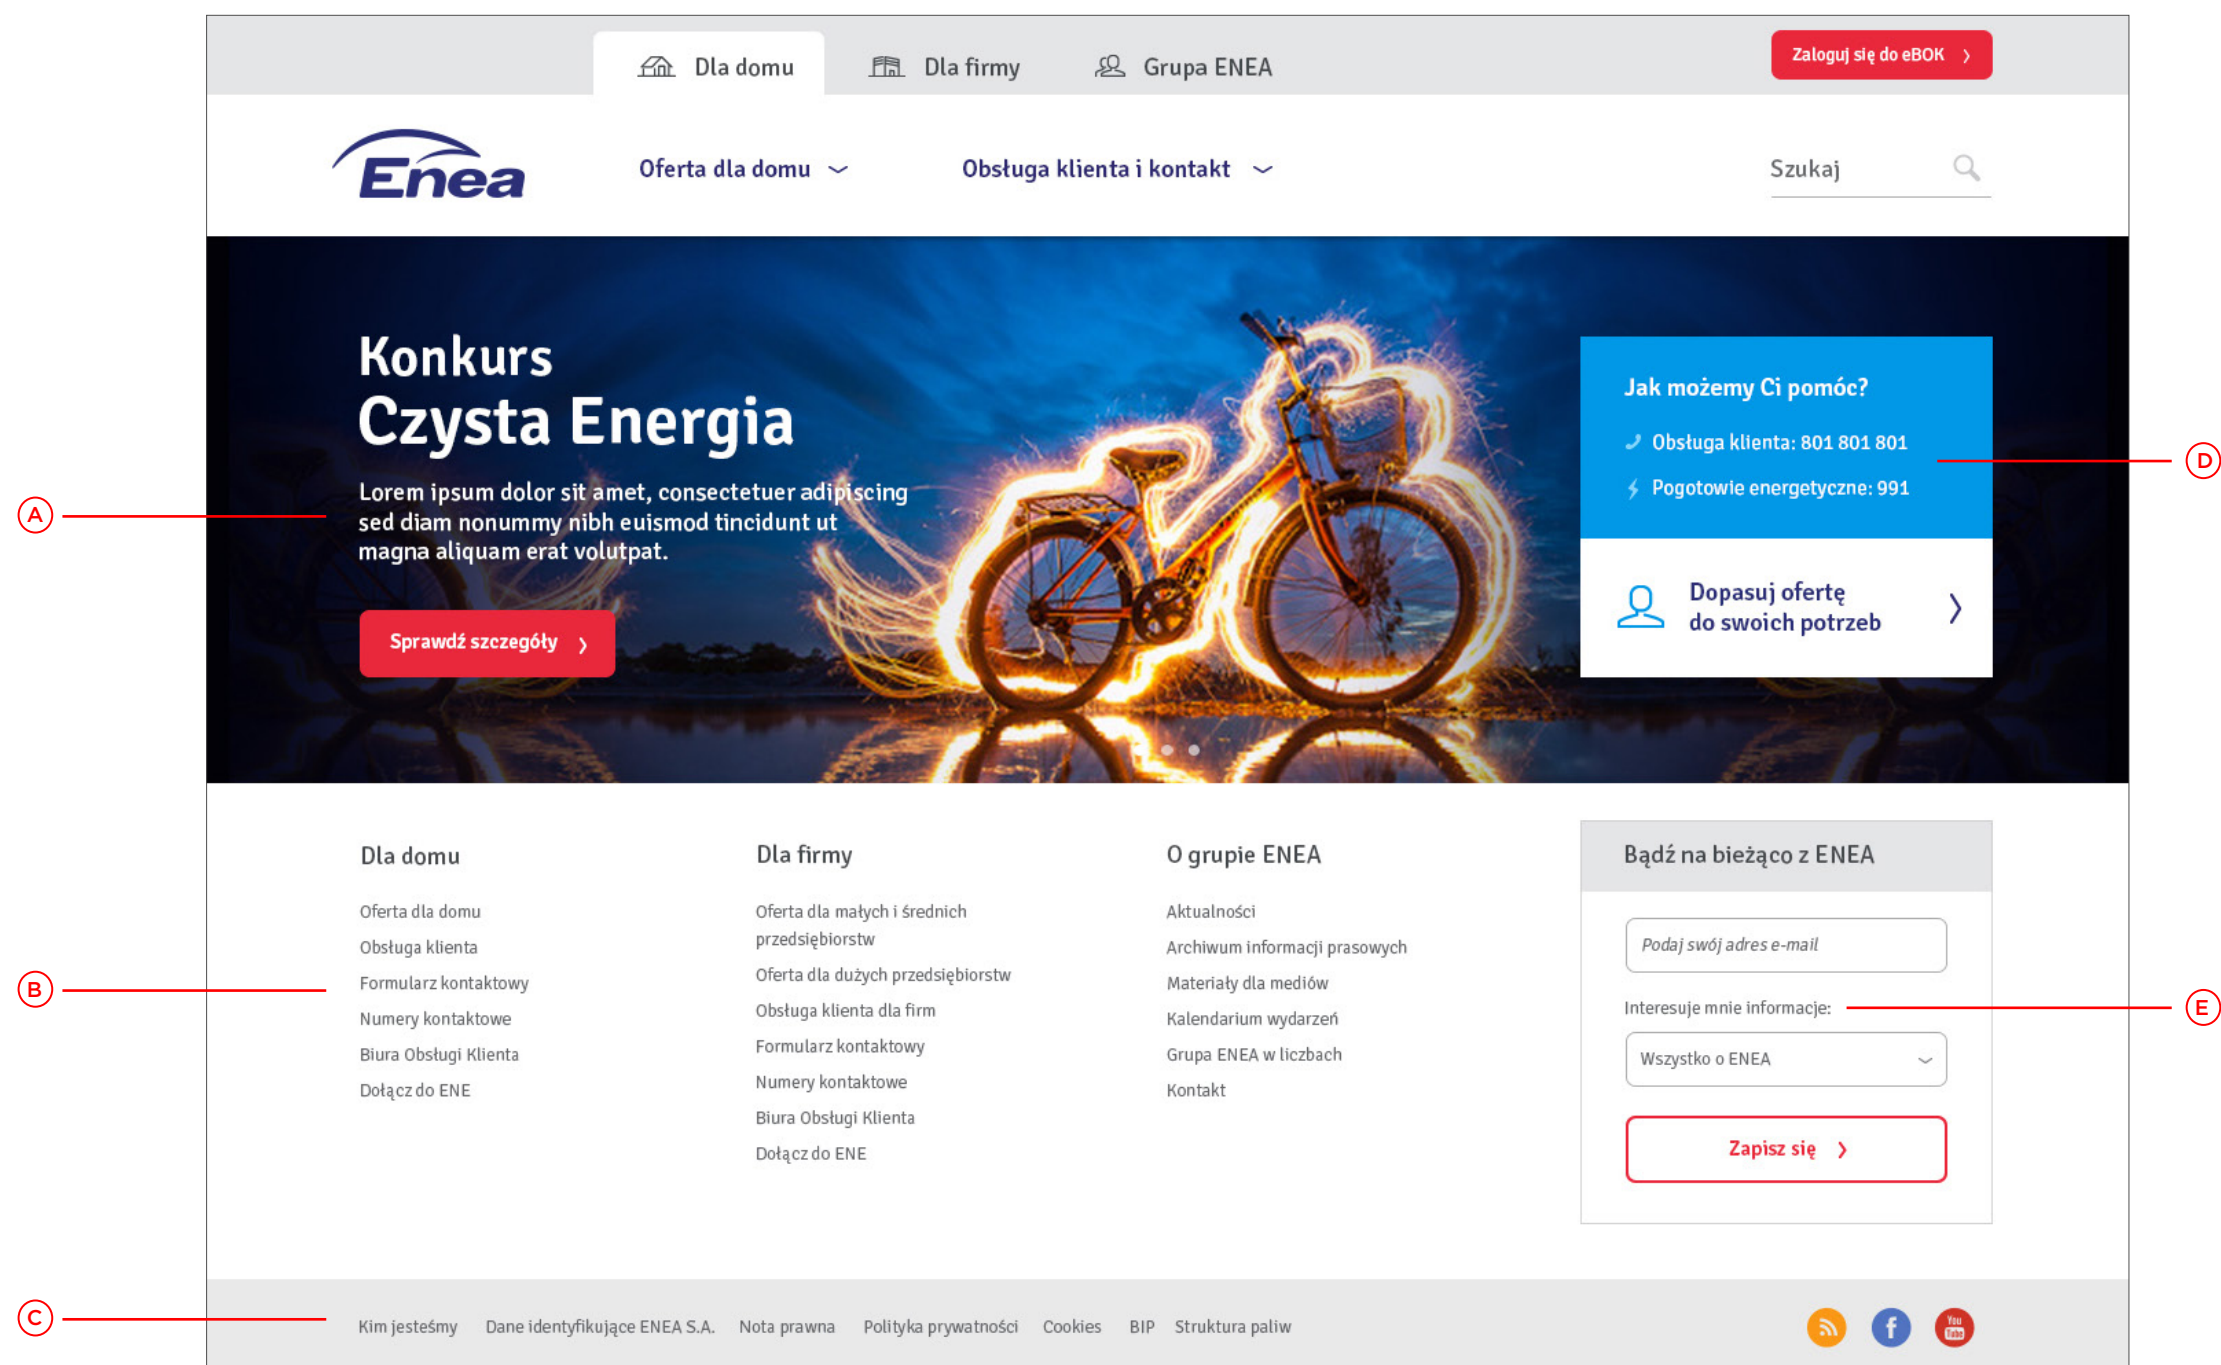 Dla domu
Dla firmy
Grupa ENEA
Zaloguj się do eBOK
Enea
Oferta dla domu
Obsługa klienta i kontakt
Szukaj
Konkurs
Czysta Energia
Lorem ipsum dolor sit amet, consectetuer adipiscing
sed diam nonummy nibh euismod tincidunt ut
magna aliquam erat volutpat.
Sprawdź szczegóły
A
Jak możemy Ci pomóc?
Obsługa klienta: 801 801 801
Pogotowie energetyczne: 991
D
Dopasuj ofertę
do swoich potrzeb
Dla domu
Oferta dla domu
Obsługa klienta
Formularz kontaktowy
Numery kontaktowe
Biura Obsługi Klienta
Dołącz do ENE
B
Dla firmy
Oferta dla małych i średnich
przedsiębiorstw
Oferta dla dużych przedsiębiorstw
Obsługa klienta dla firm
Formularz kontaktowy
Numery kontaktowe
Biura Obsługi Klienta
Dołącz do ENE
O grupie ENEA
Aktualności
Archiwum informacji prasowych
Materiały dla mediów
Kalendarium wydarzeń
Grupa ENEA w liczbach
Kontakt
Bądź na bieżąco z ENEA
Podaj swój adres e-mail
Interesuje mnie informacje:
Wszystko o ENEA
Zapisz się
E
C
Kim jesteśmy
Dane identyfikujące ENEA S.A.
Nota prawna
Polityka prywatności
Cookies
BIP
Struktura paliw
f
You
Tube